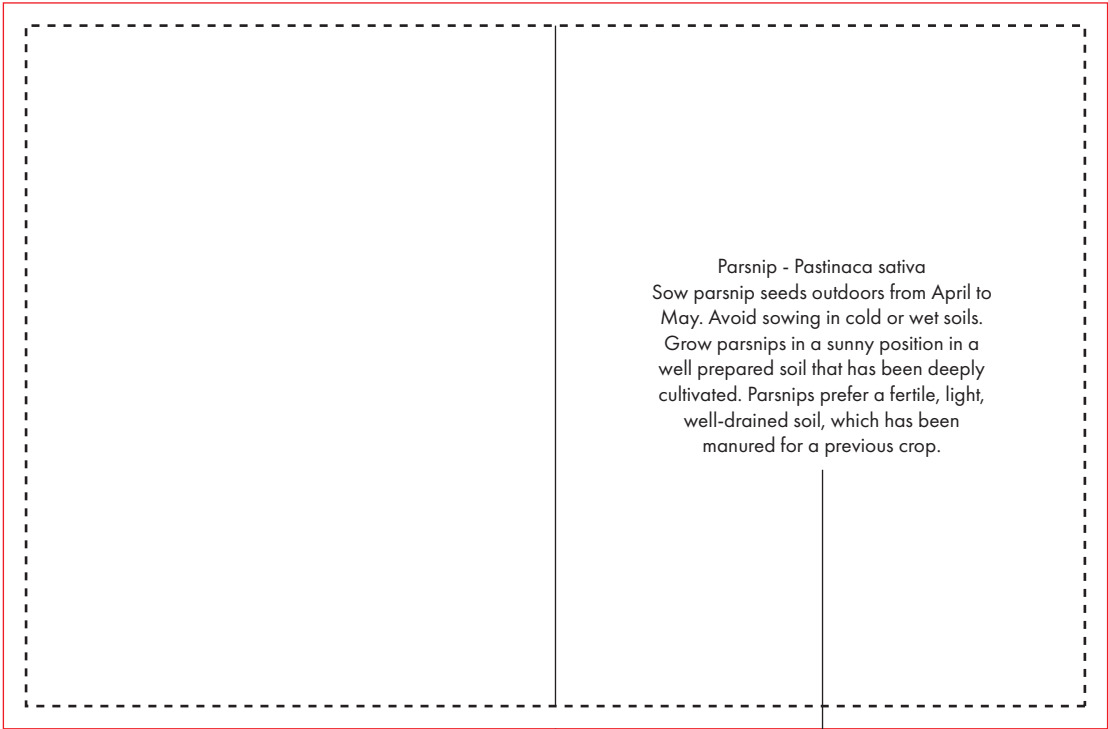 Parsnip - Pastinaca sativa
Sow parsnip seeds outdoors from April to
May. Avoid sowing in cold or wet soils.
Grow parsnips in a sunny position in a
well prepared soil that has been deeply
cultivated. Parsnips prefer a fertile, light,
well-drained soil, which has been
manured for a previous crop.